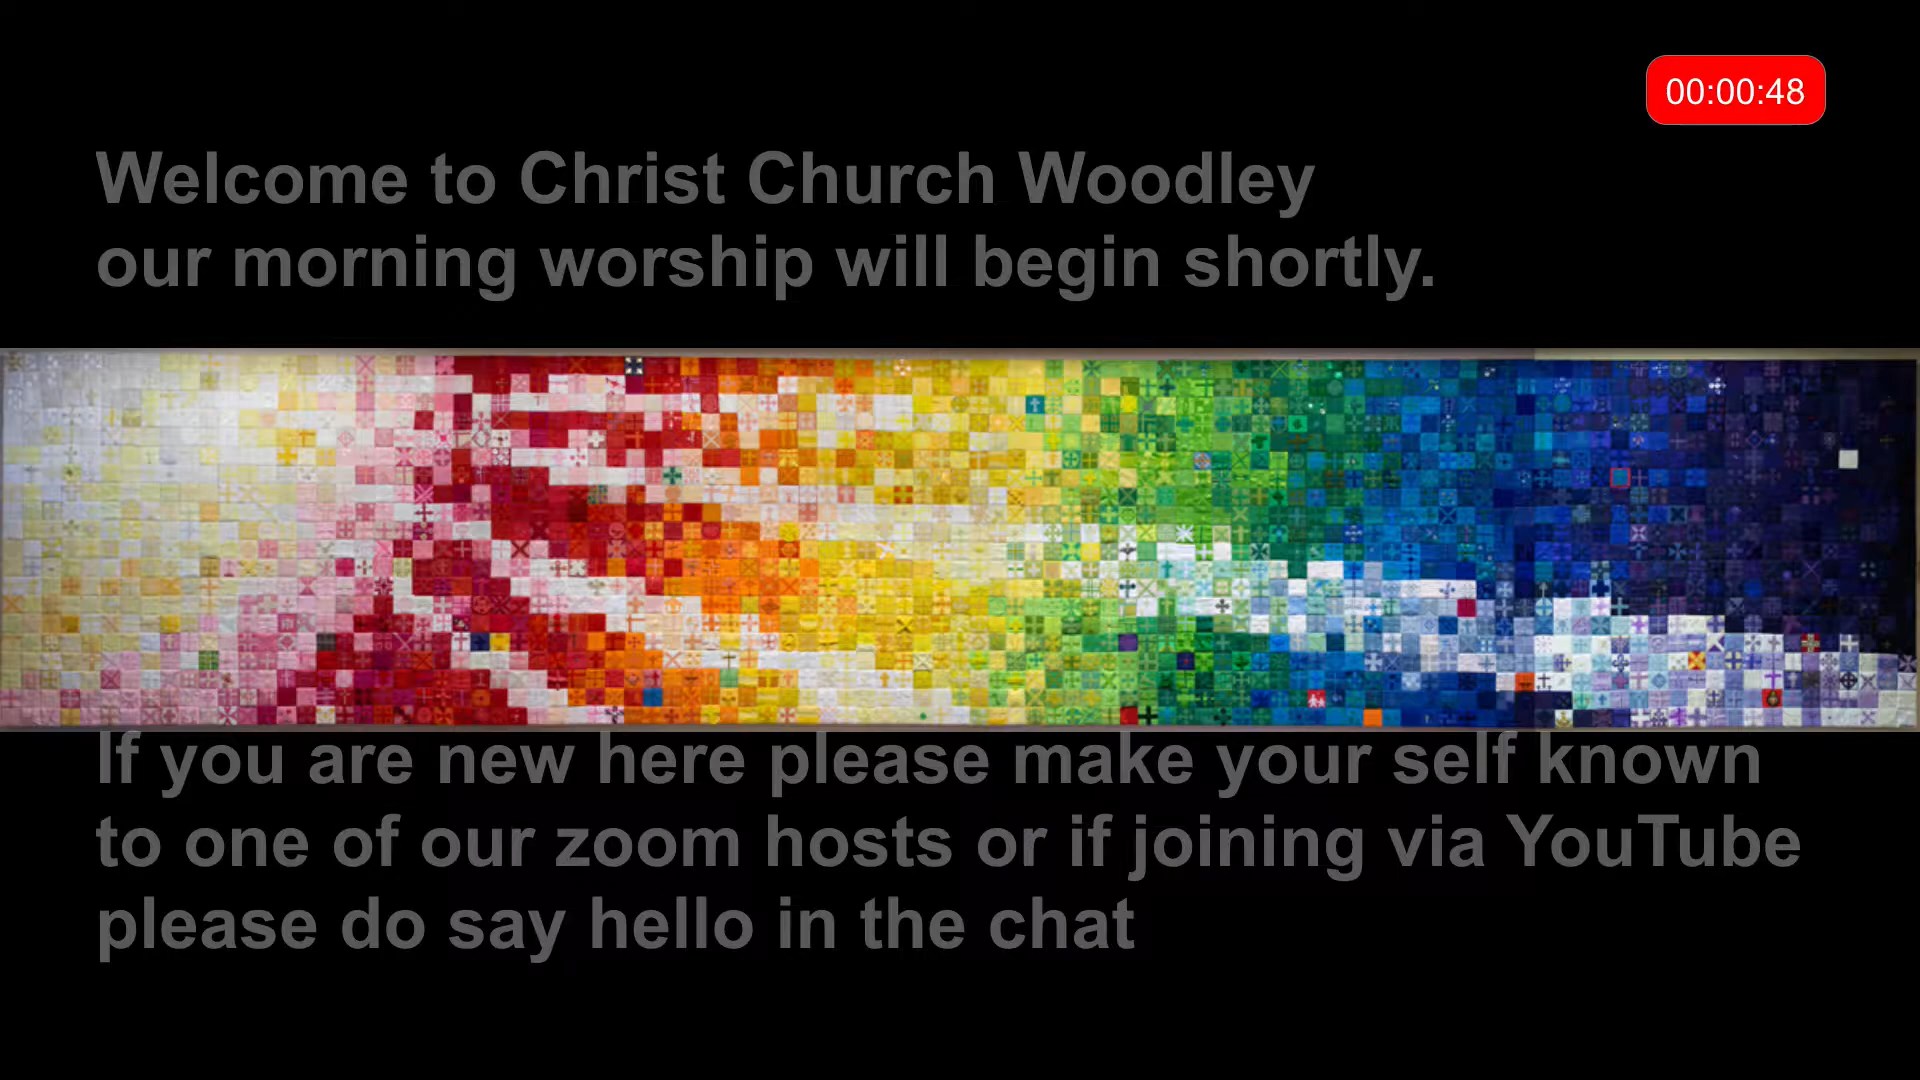 00:00:48
Welcome to Christ Church Woodley
our morning worship will begin shortly.
If you are new here please make your self known
to one of our zoom hosts or if joining via YouTube
please do say hello in the chat